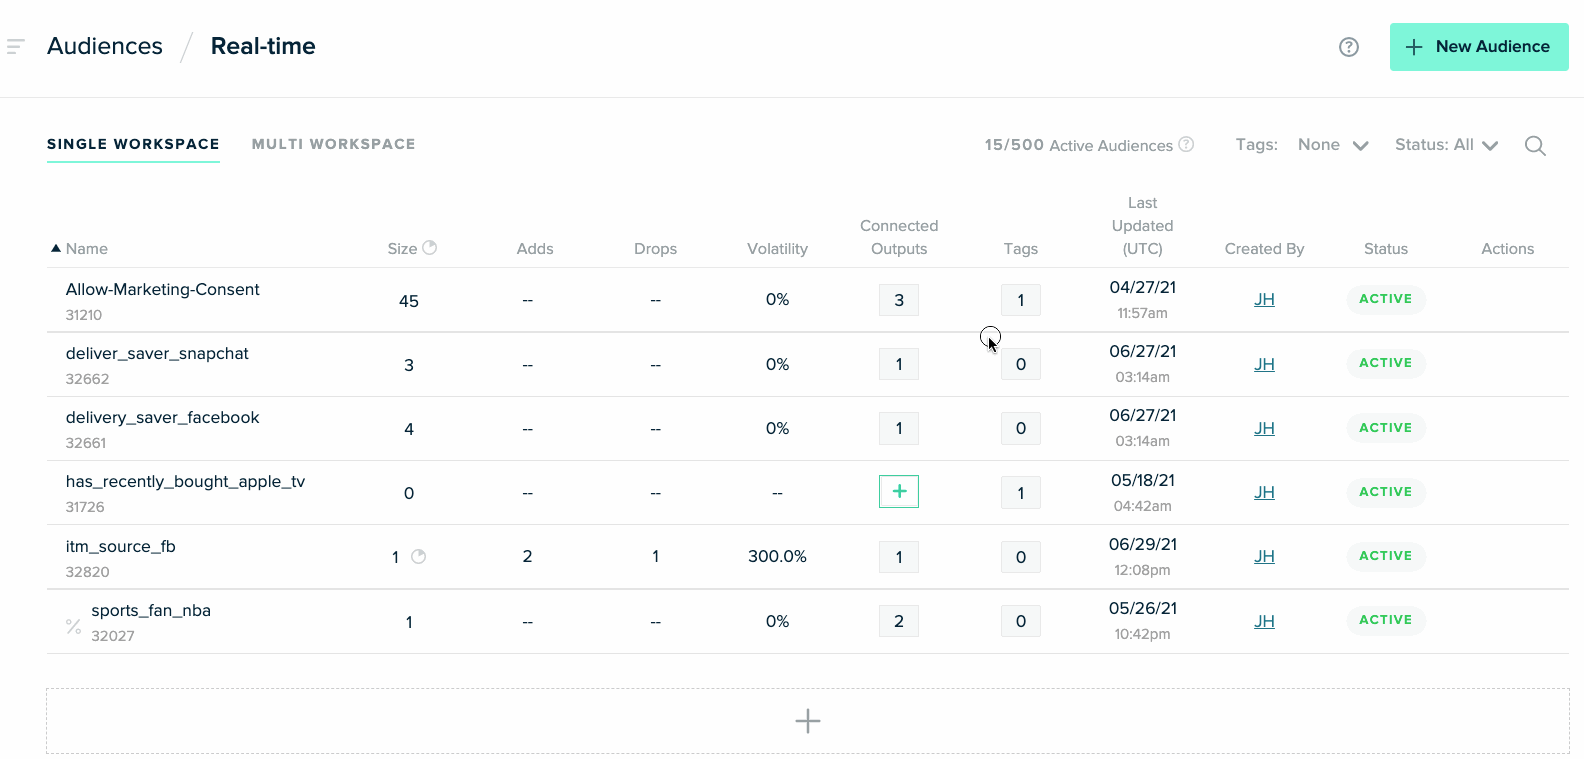 Audiences / Real-time
? + New Audience
SINGLE WORKSPACE MULTI WORKSPACE 15/500 Active Audiences ? Tags: None Status: All
Last
Connected Updated
Name Size Adds Drops Volatility Outputs Tags (UTC) Created By Status Actions
Allow-Marketing-Consent 45 -- -- 0% 3 1 04/27/21 JH ACTIVE
31210 11:57am
deliver_saver_snapchat 3 -- -- 0% 1 0 06/27/21 JH ACTIVE
32662 03:14am
delivery_saver_facebook 4 -- -- 0% 1 0 06/27/21 JH ACTIVE
32661 03:14am
has_recently_bought_apple_tv 0 -- -- -- + 1 05/18/21 JH ACTIVE
31726 04:42am
itm_source_fb 1 2 1 300.0% 1 0 06/29/21 JH ACTIVE
32820 12:08pm
% sports_fan_nba 1 -- -- 0% 2 0 05/26/21 JH ACTIVE
32027 10:42pm
+